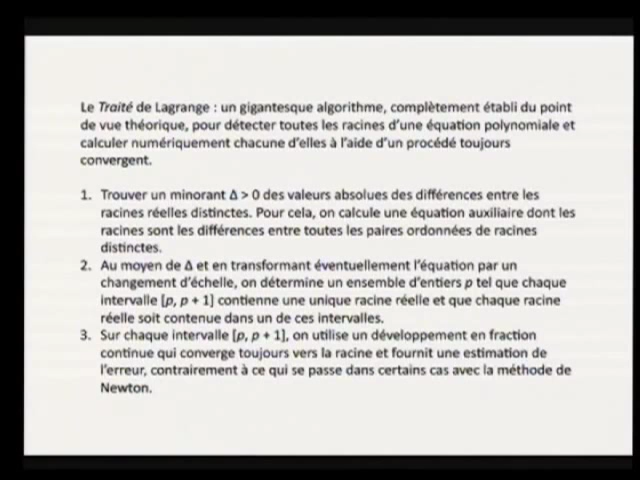 Le Traité de Lagrange : un gigantesque algorithme, complètement établi du point
de vue théorique, pour détecter toutes les racines d'une équation polynomiale et
calculer numériquement chacune d'elles à l'aide d'un procédé toujours
convergent.
1. Trouver un minorant Δ > 0 des valeurs absolues des différences entre les
racines réelles distinctes. Pour cela, on calcule une équation auxiliaire dont les
racines sont les différences entre toutes les paires ordonnées de racines
distinctes.
2. Au moyen de Δ et en transformant éventuellement l'équation par un
changement d'échelle, on détermine un ensemble d'entiers p tel que chaque
intervalle [p, p + 1] contienne une unique racine réelle et que chaque racine
réelle soit contenue dans un de ces intervalles.
3. Sur chaque intervalle [p, p + 1], on utilise un développement en fraction
continue qui converge toujours vers la racine et fournit une estimation de
l'erreur, contrairement à ce qui se passe dans certains cas avec la méthode de
Newton.